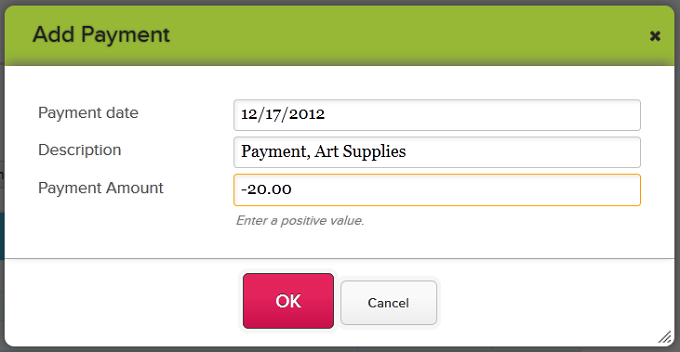 Add Payment
Payment date 12/17/2012
Description Payment, Art Supplies
Payment Amount -20.00
Enter a positive value.
OK Cancel